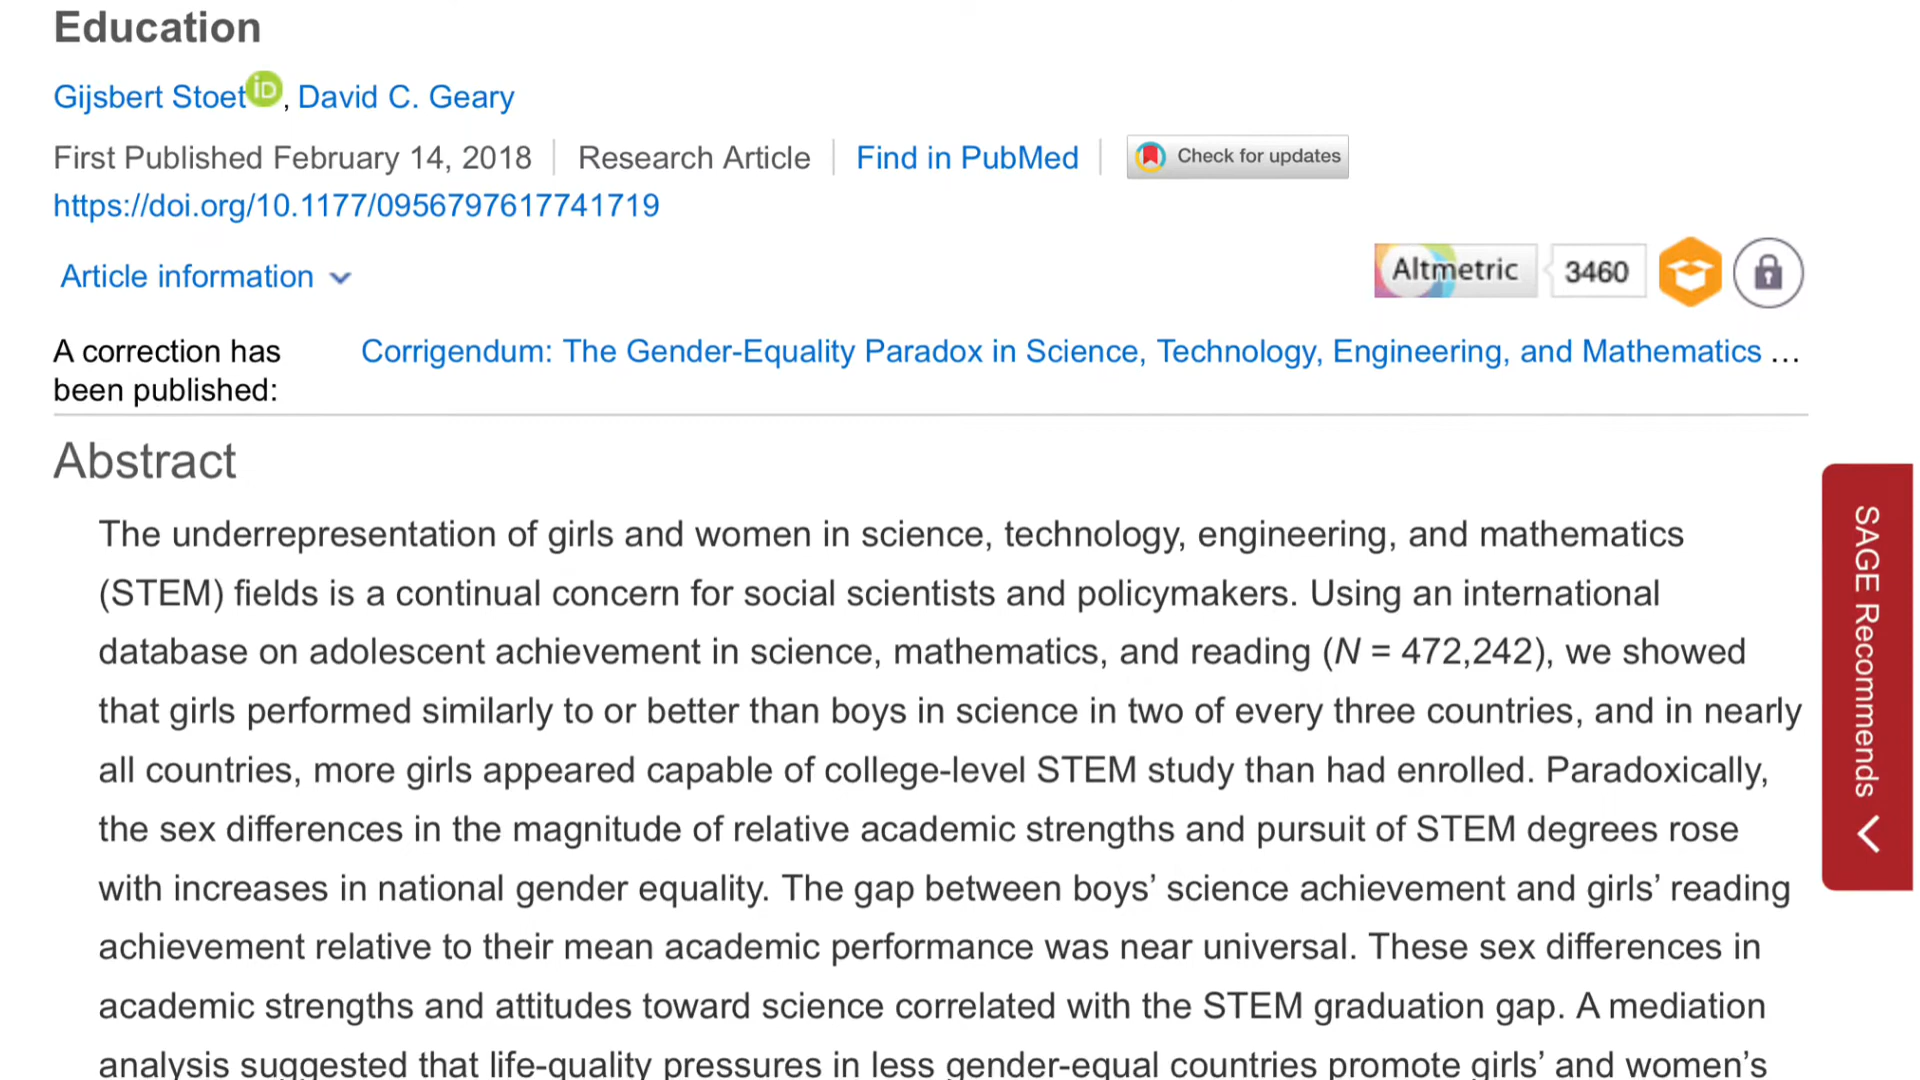 Education
Gijsbert Stoet iD, David C. Geary
First Published February 14, 2018 | Research Article | Find in PubMed | Check for updates
https://doi.org/10.1177/0956797617741719
Article information
Altmetric 3460
A correction has been published:
Corrigendum: The Gender-Equality Paradox in Science, Technology, Engineering, and Mathematics ...
Abstract
The underrepresentation of girls and women in science, technology, engineering, and mathematics
(STEM) fields is a continual concern for social scientists and policymakers. Using an international
database on adolescent achievement in science, mathematics, and reading (N = 472,242), we showed
that girls performed similarly to or better than boys in science in two of every three countries, and in nearly
all countries, more girls appeared capable of college-level STEM study than had enrolled. Paradoxically,
the sex differences in the magnitude of relative academic strengths and pursuit of STEM degrees rose
with increases in national gender equality. The gap between boys’ science achievement and girls’ reading
achievement relative to their mean academic performance was near universal. These sex differences in
academic strengths and attitudes toward science correlated with the STEM graduation gap. A mediation
analysis suggested that life-quality pressures in less gender-equal countries promote girls’ and women’s
SAGE Recommends